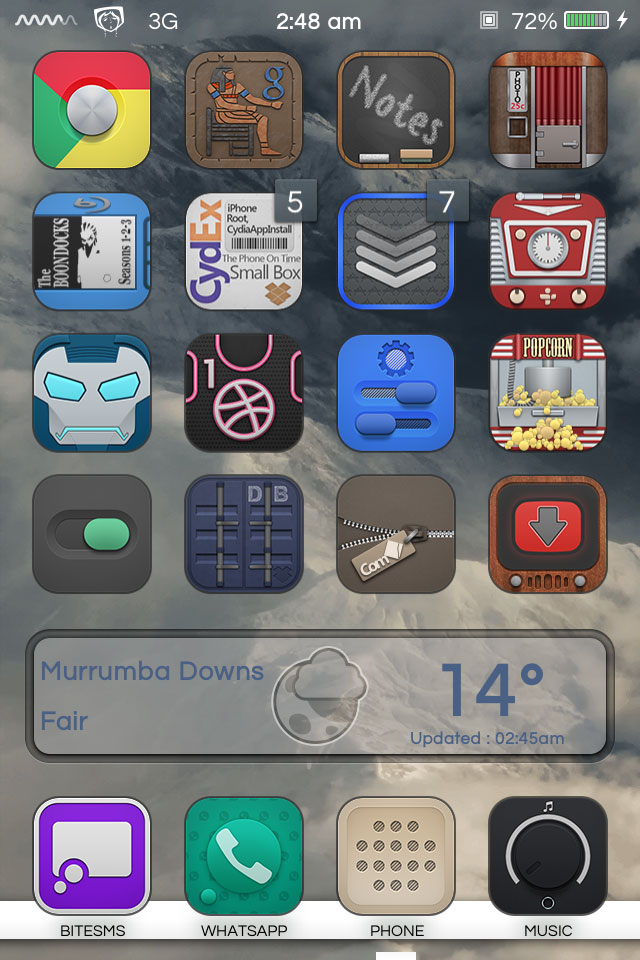 3G
2:48 am
72%
g
Notes
PHOTO
25c
The BOONDOCKS
Seasons 1-2-3
5
CydEx
iPhone
Root,
CydiaAppInstall
The Phone On Time
Small Box
7
1
POPCORN
D B
Com
Murrumba Downs
14°
Fair
Updated : 02:45am
BITESMS
WHATSAPP
PHONE
MUSIC